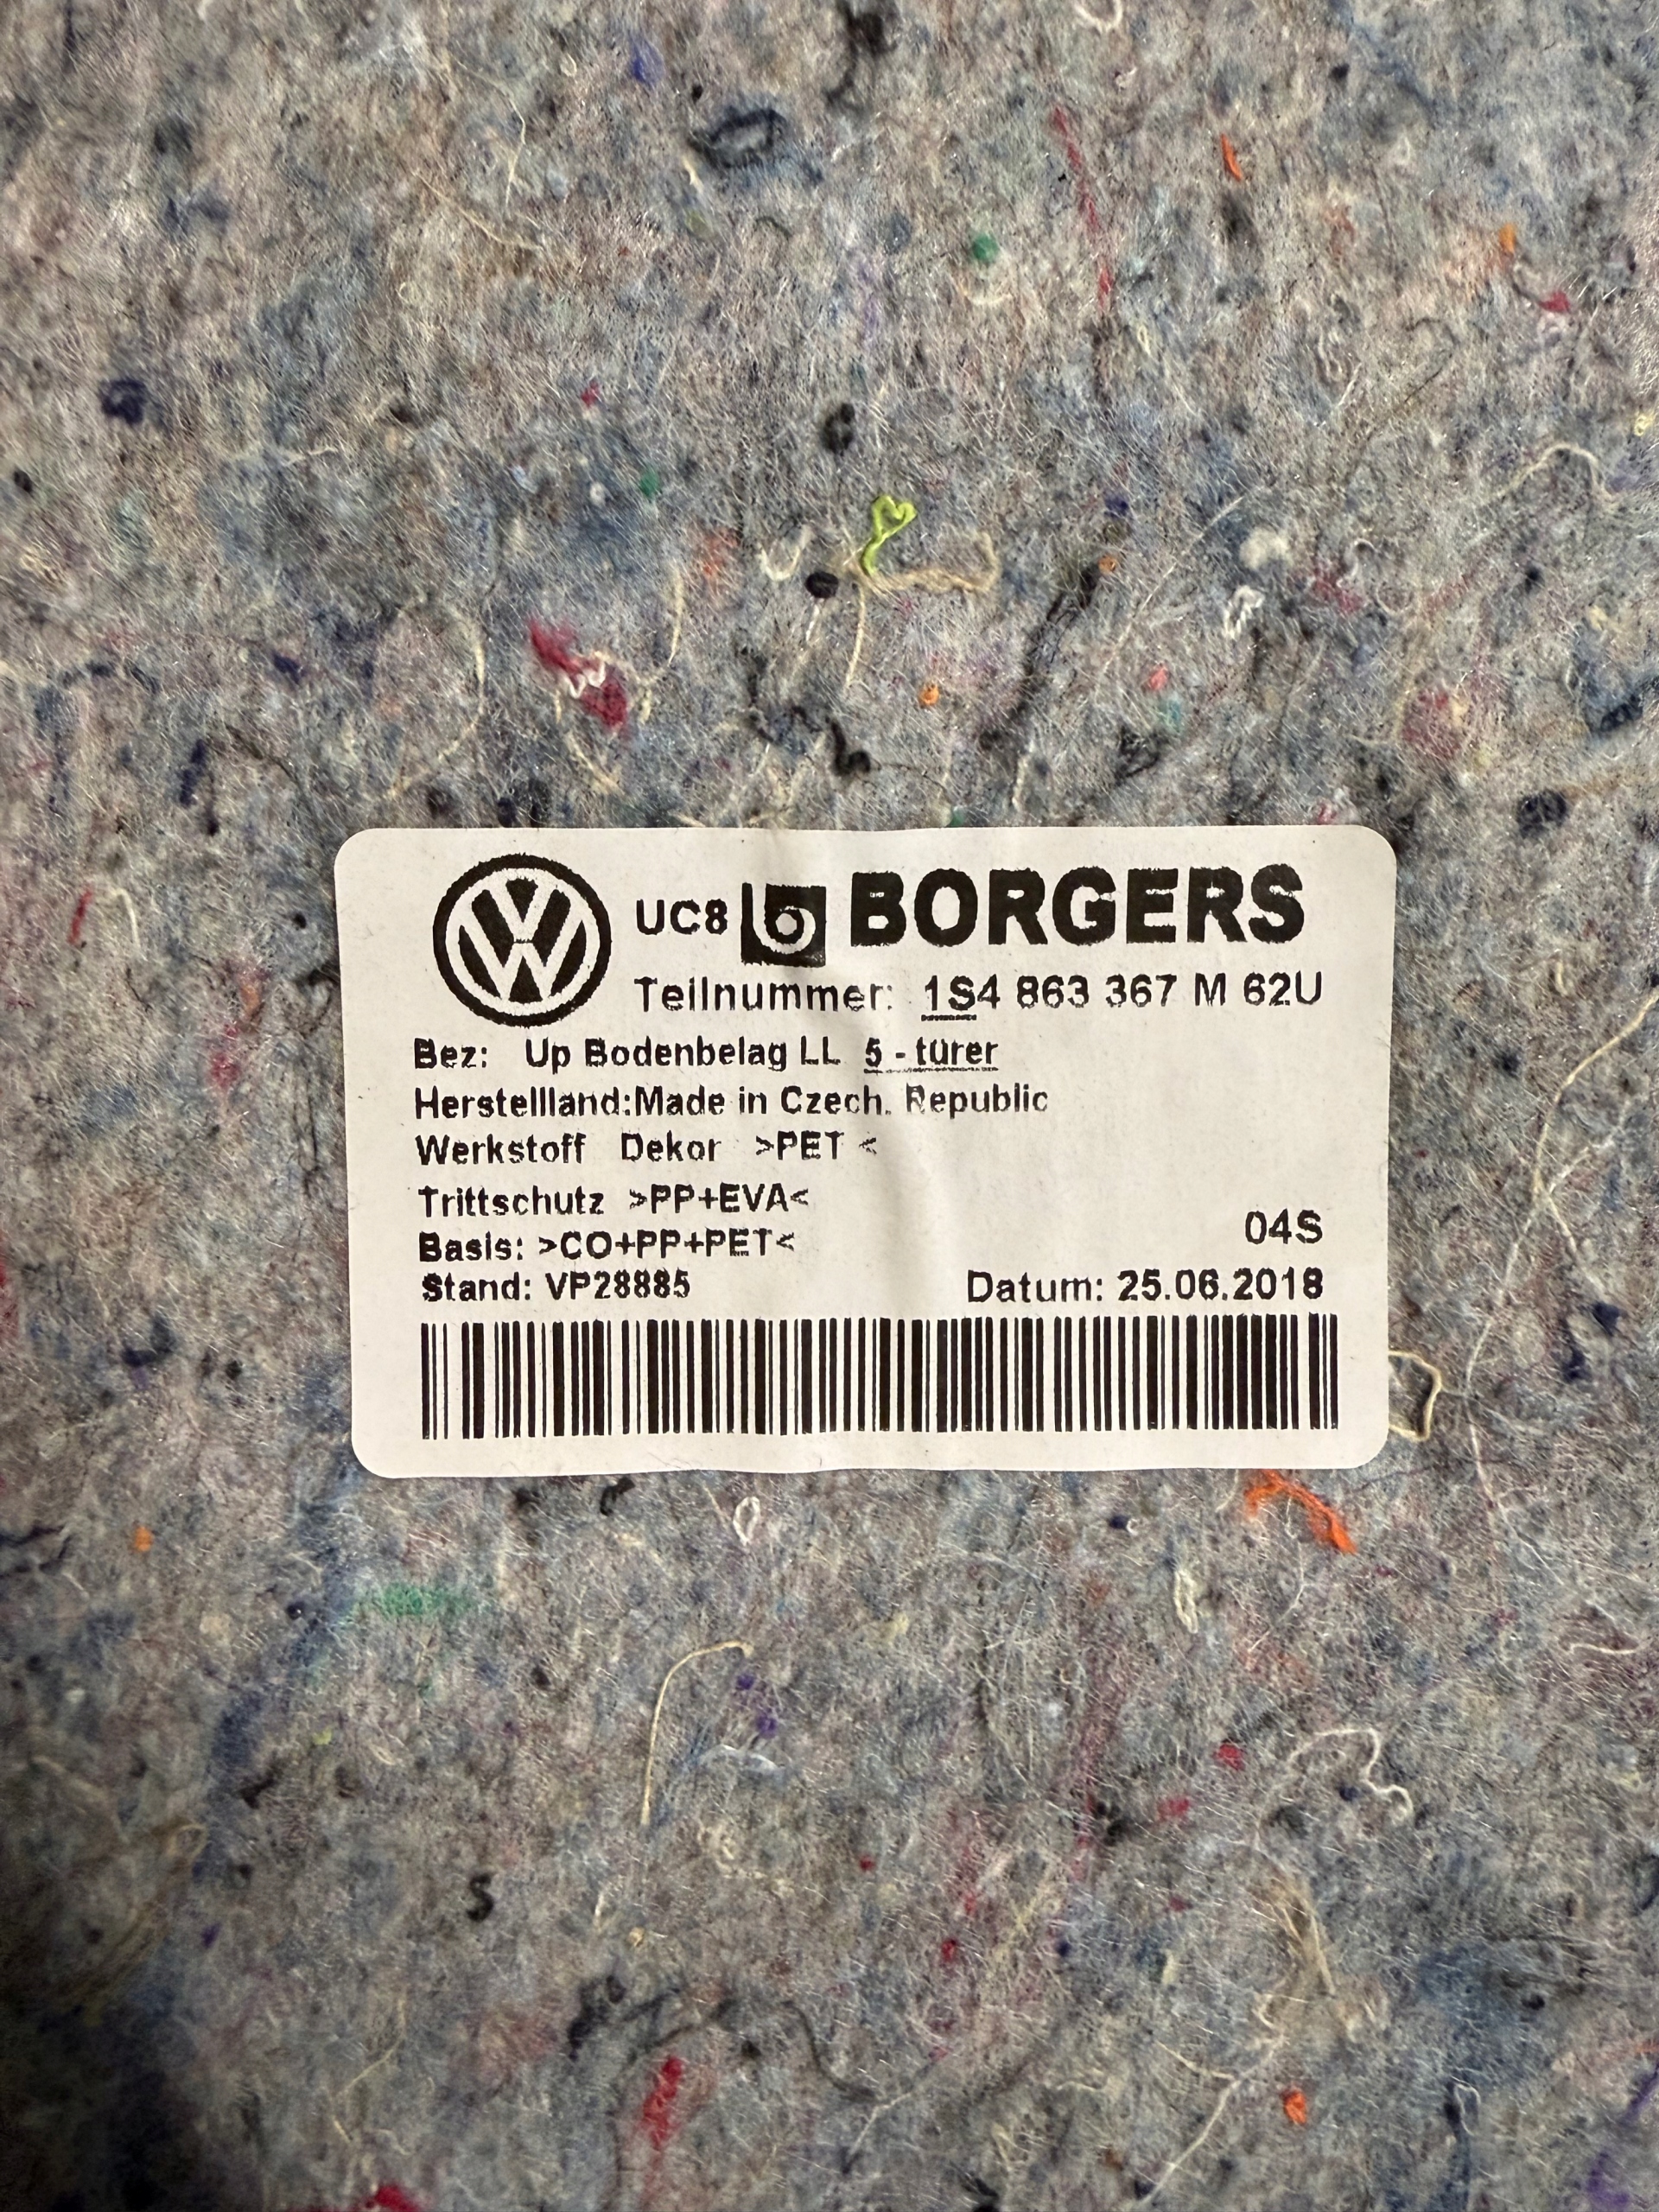 UC8 BORGERS
Teilnummer: 1S4 863 367 M 62U
Bez: Up Bodenbelag LL 5 - türer
Herstellland:Made in Czech. Republic
Werkstoff Dekor >PET <
Trittschutz >PP+EVA<
Basis: >CO+PP+PET<
04S
Stand: VP28885 Datum: 25.06.2018